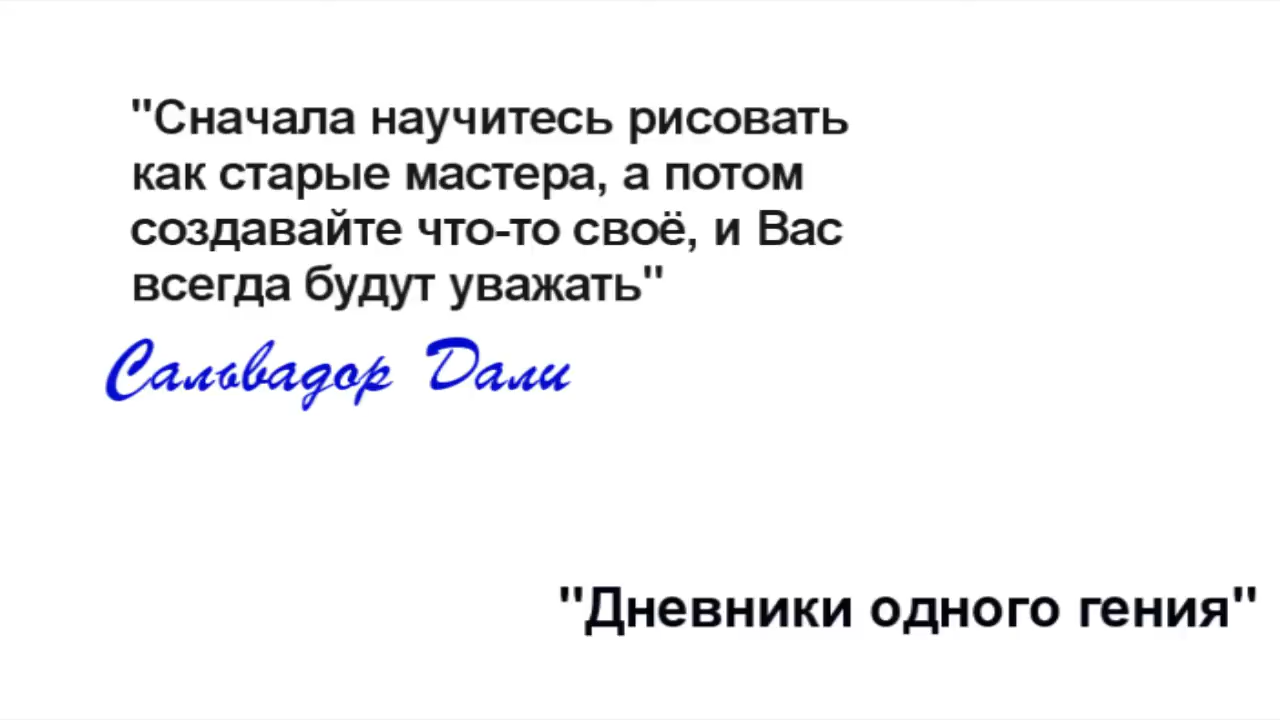 "Сначала научитесь рисовать
как старые мастера, а потом
создавайте что-то своё, и Вас
всегда будут уважать"
Сальвадор Дали
"Дневники одного гения"